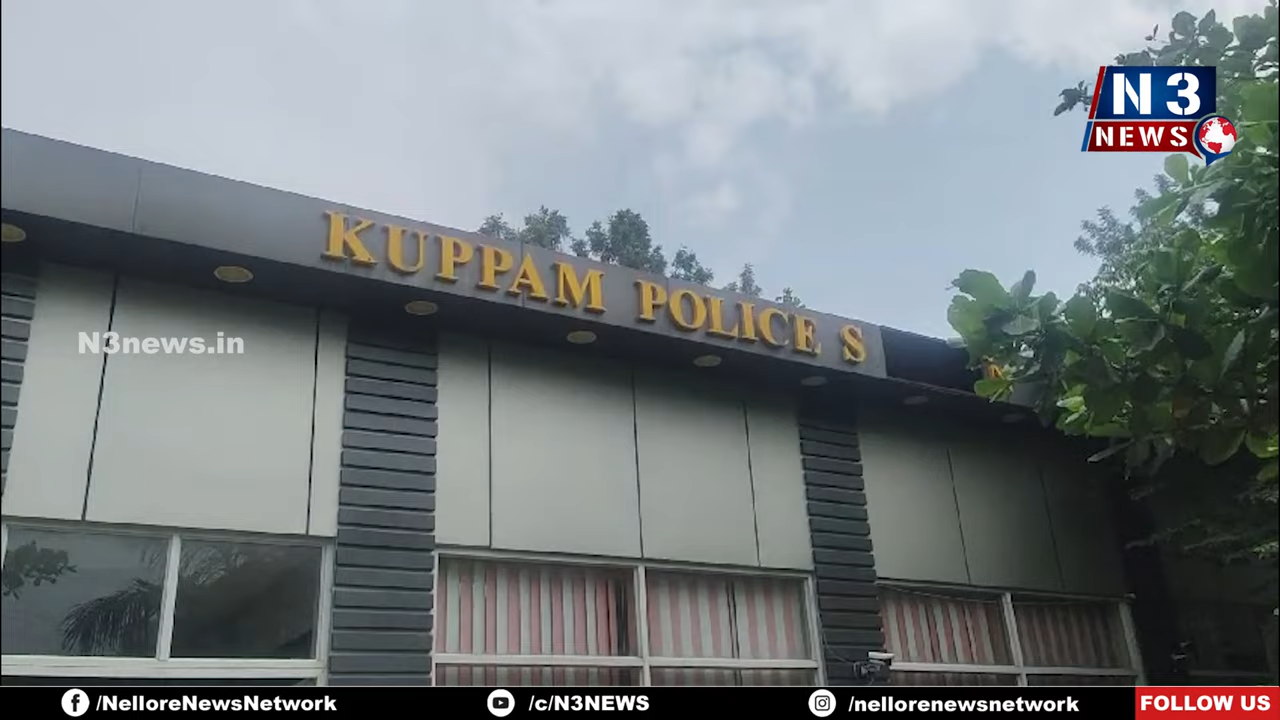 N3
NEWS
KUPPAM POLICE S
N3news.in
/NelloreNewsNetwork
/c/N3NEWS
/nellorenewsnetwork
FOLLOW US